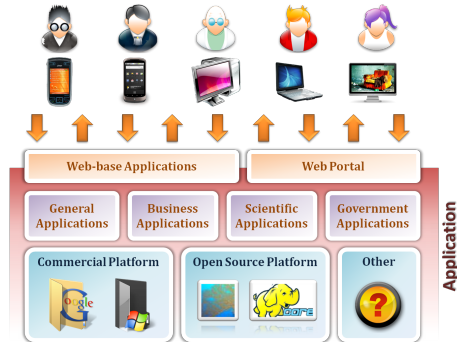 Web-base Applications
Web Portal
General
Applications
Business
Applications
Scientific
Applications
Government
Applications
Application
Commercial Platform
Open Source Platform
Other
Google
?